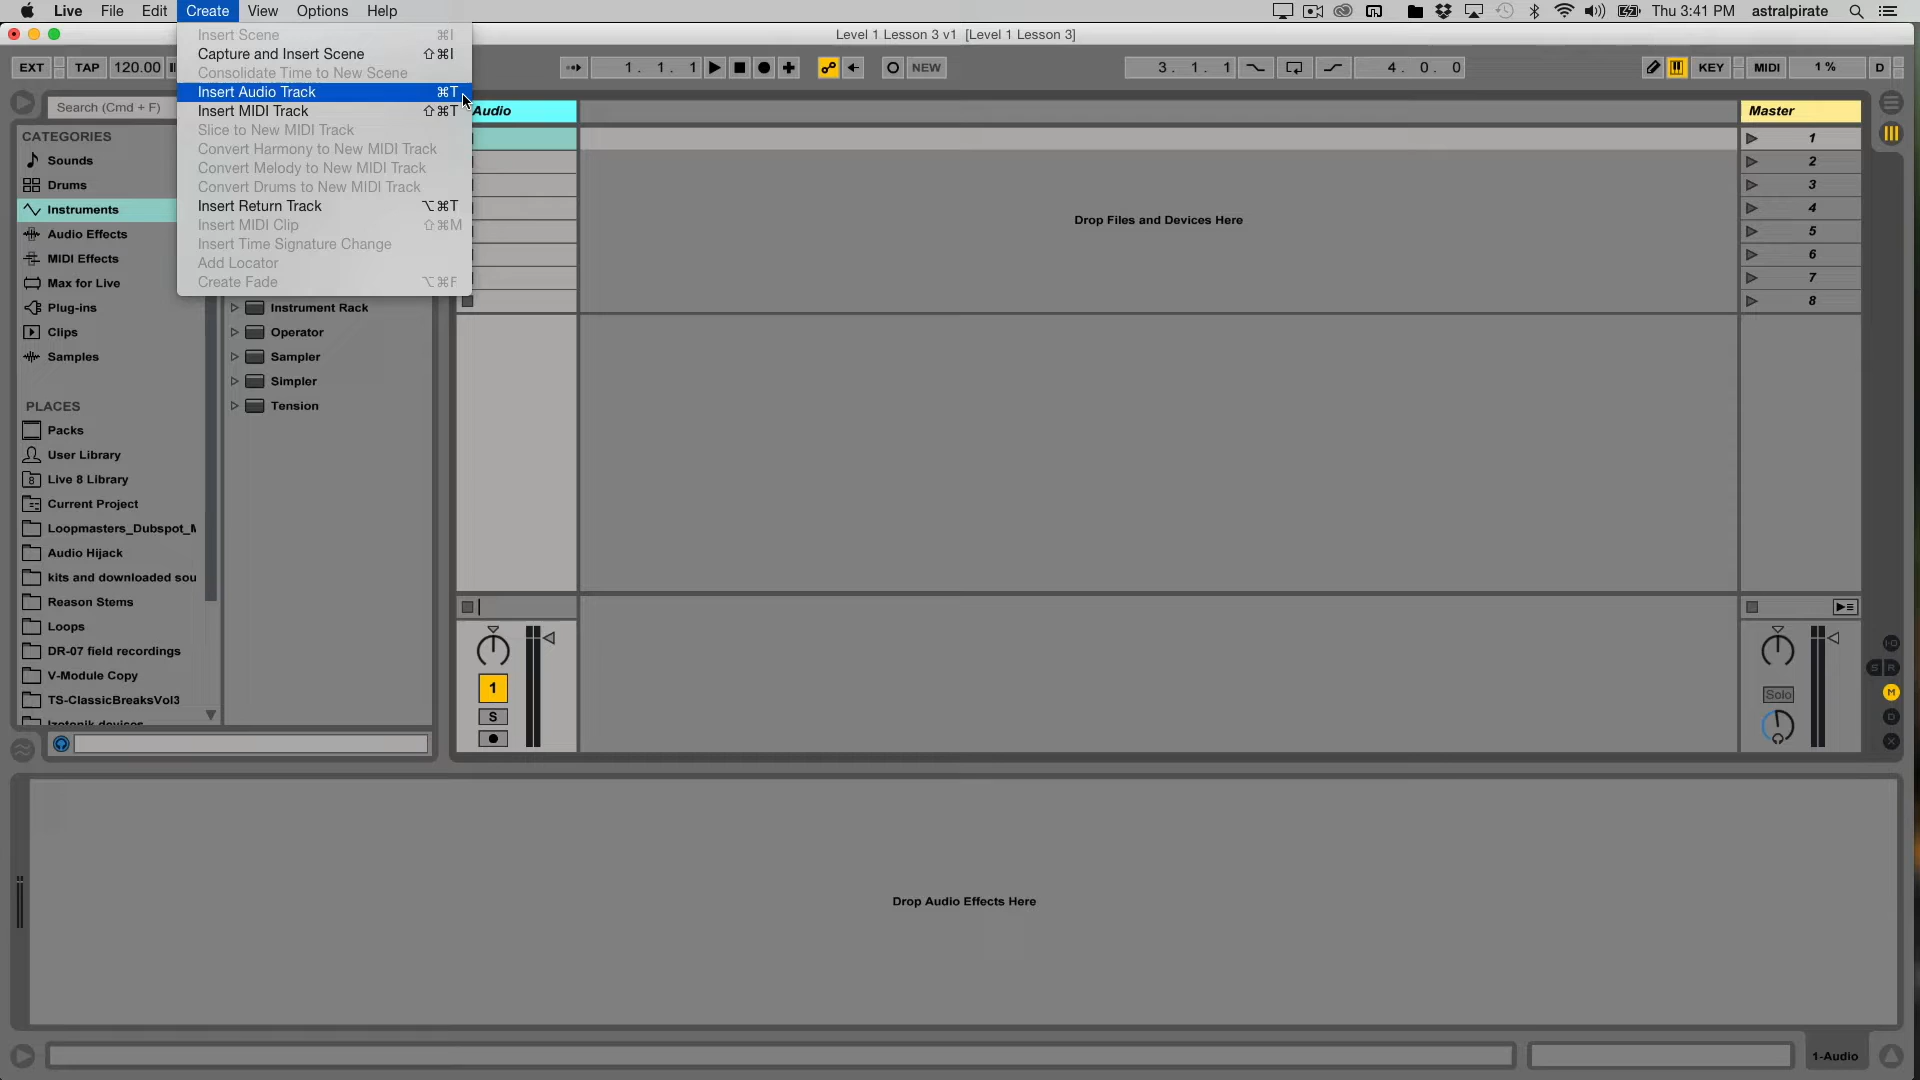 Live File Edit Create View Options Help Thu 3:41 PM astralpirate
Level 1 Lesson 3 v1 [Level 1 Lesson 3]
EXT TAP 120.00 1. 1. 1 NEW 3. 1. 1 4. 0. 0 KEY MIDI 1 % D
Insert Scene ⌘I
Capture and Insert Scene ⇧⌘I
Consolidate Time to New Scene
Insert Audio Track ⌘T
Insert MIDI Track ⇧⌘T
Slice to New MIDI Track
Convert Harmony to New MIDI Track
Convert Melody to New MIDI Track
Convert Drums to New MIDI Track
Insert Return Track ⌥⌘T
Insert MIDI Clip ⇧⌘M
Insert Time Signature Change
Add Locator
Create Fade ⌥⌘F
Search (Cmd + F)
CATEGORIES
Sounds
Drums
Instruments
Audio Effects
MIDI Effects
Max for Live
Plug-ins
Clips
Samples
PLACES
Packs
User Library
Live 8 Library
Current Project
Loopmasters_Dubspot_
Audio Hijack
kits and downloaded sou
Reason Stems
Loops
DR-07 field recordings
V-Module Copy
TS-ClassicBreaksVol3
Izotonik devices
Instrument Rack
Operator
Sampler
Simpler
Tension
Audio
Drop Files and Devices Here
Master
1
2
3
4
5
6
7
8
1
S
Solo
S R
M
D
X
Drop Audio Effects Here
1-Audio